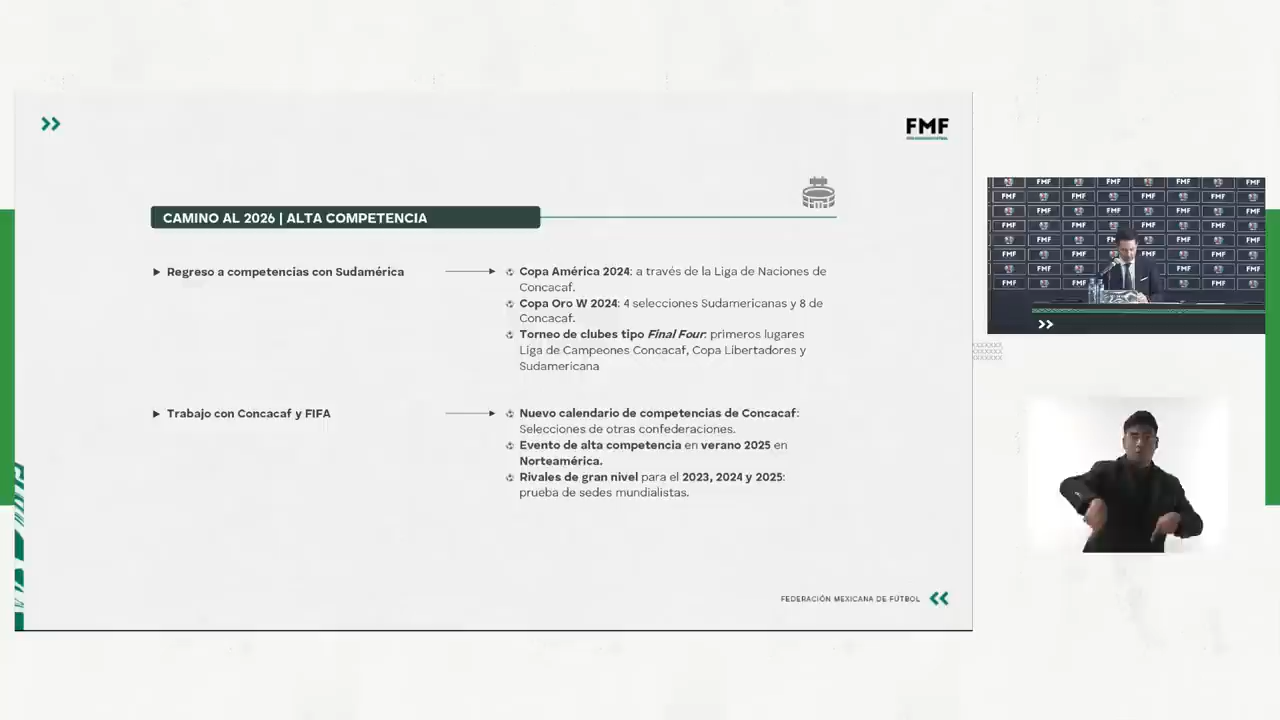 FMF
CAMINO AL 2026 | ALTA COMPETENCIA
Regreso a competencias con Sudamérica
Copa América 2024: a través de la Liga de Naciones de
Concacaf.
Copa Oro W 2024: 4 selecciones Sudamericanas y 8 de
Concacaf.
Torneo de clubes tipo Final Four: primeros lugares
Liga de Campeones Concacaf, Copa Libertadores y
Sudamericana
Trabajo con Concacaf y FIFA
Nuevo calendario de competencias de Concacaf:
Selecciones de otras confederaciones.
Evento de alta competencia en verano 2025 en
Norteamérica.
Rivales de gran nivel para el 2023, 2024 y 2025:
prueba de sedes mundialistas.
FEDERACIÓN MEXICANA DE FÚTBOL